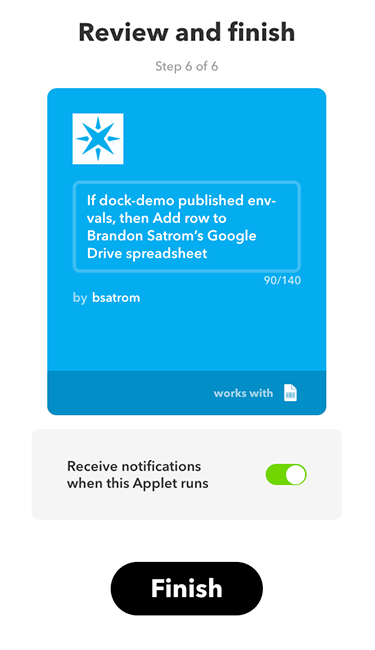 Review and finish
Step 6 of 6
If dock-demo published env-
vals, then Add row to
Brandon Satrom's Google
Drive spreadsheet
90/140
by bsatrom
works with
Receive notifications
when this Applet runs
Finish